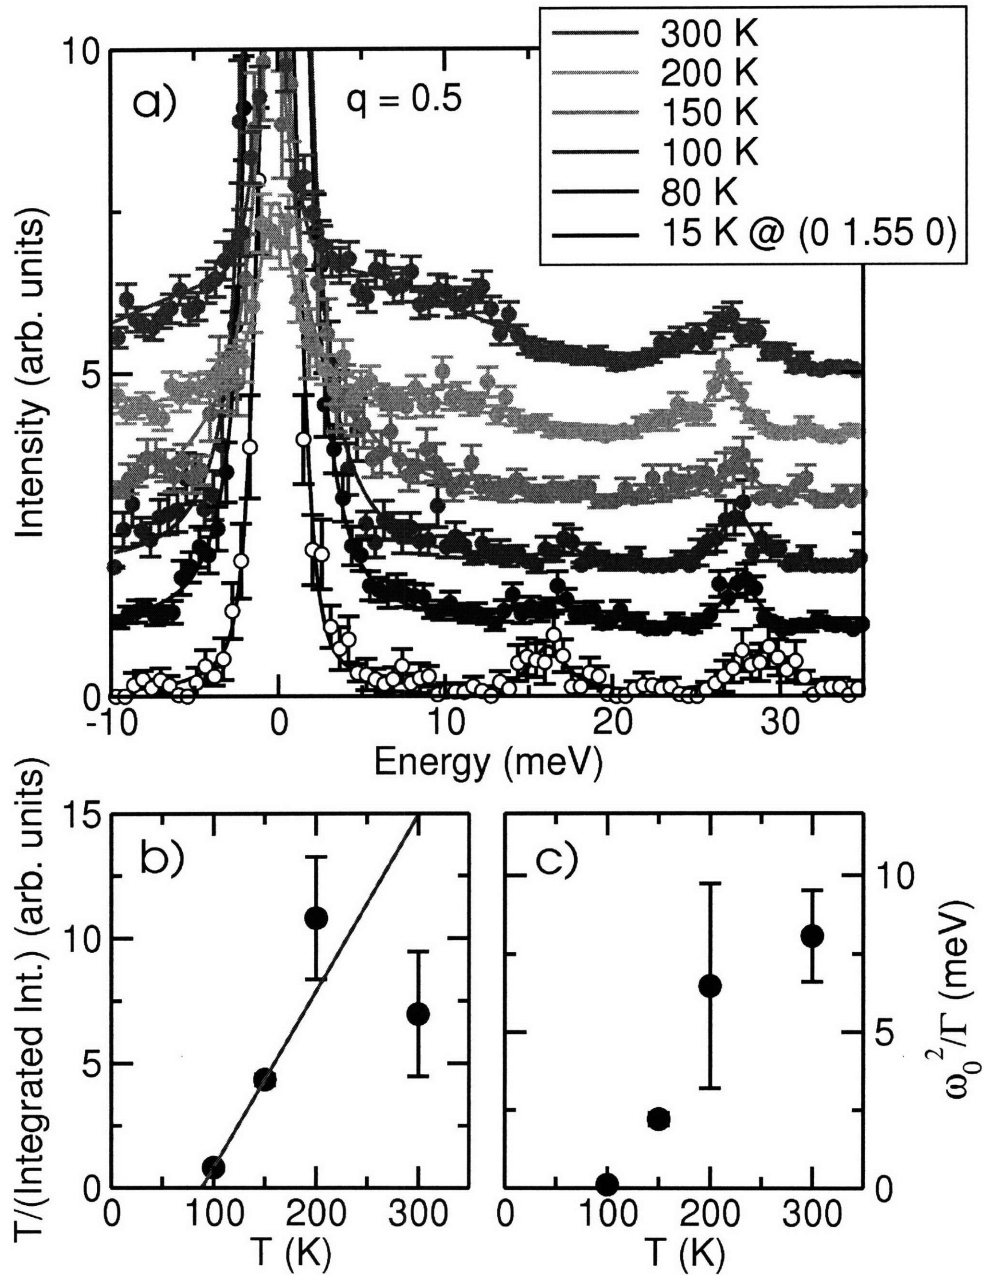 300 K
200 K
150 K
100 K
80 K
15 K @ (0 1.55 0)
a)
q = 0.5
10
5
0
Intensity (arb. units)
-10 0 10 20 30
Energy (meV)
b)
15
10
5
0
T/(Integrated Int.) (arb. units)
0 100 200 300
T (K)
c)
10
5
0
ω₀²/Γ (meV)
0 100 200 300
T (K)